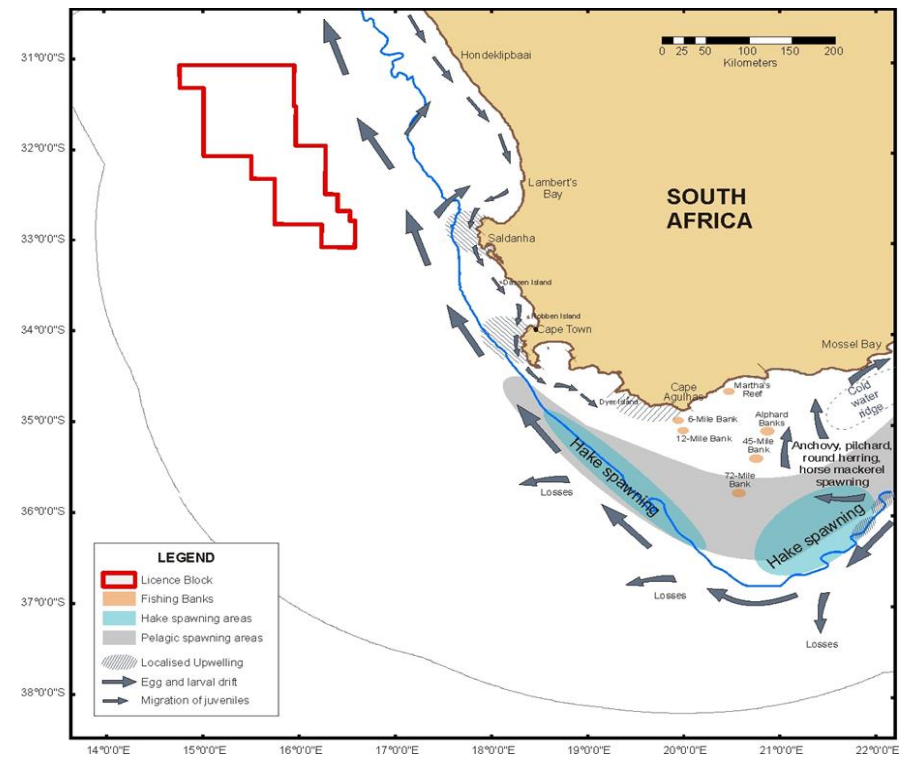 31°0'0"S
32°0'0"S
33°0'0"S
34°0'0"S
35°0'0"S
36°0'0"S
37°0'0"S
38°0'0"S
Hondeklipbaai
0 25 50 100 150 200
Kilometers
Lambert's
Bay
SOUTH
AFRICA
Saldanha
Dassen Island
Robben Island
Cape Town
Mossel Bay
Cape
Agulhas
Martha's
Reef
Cold
water
ridge
Dyer Island
6-Mile Bank
Alphard
Banks
12-Mile Bank
45-Mile
Bank
Anchovy, pilchard,
round herring,
horse mackerel
spawning
72-Mile
Bank
Hake spawning
Losses
Hake spawning
Losses
Losses
LEGEND
Licence Block
Fishing Banks
Hake spawning areas
Pelagic spawning areas
Localised Upwelling
Egg and larval drift
Migration of juveniles
14°0'0"E 15°0'0"E 16°0'0"E 17°0'0"E 18°0'0"E 19°0'0"E 20°0'0"E 21°0'0"E 22°0'0"E